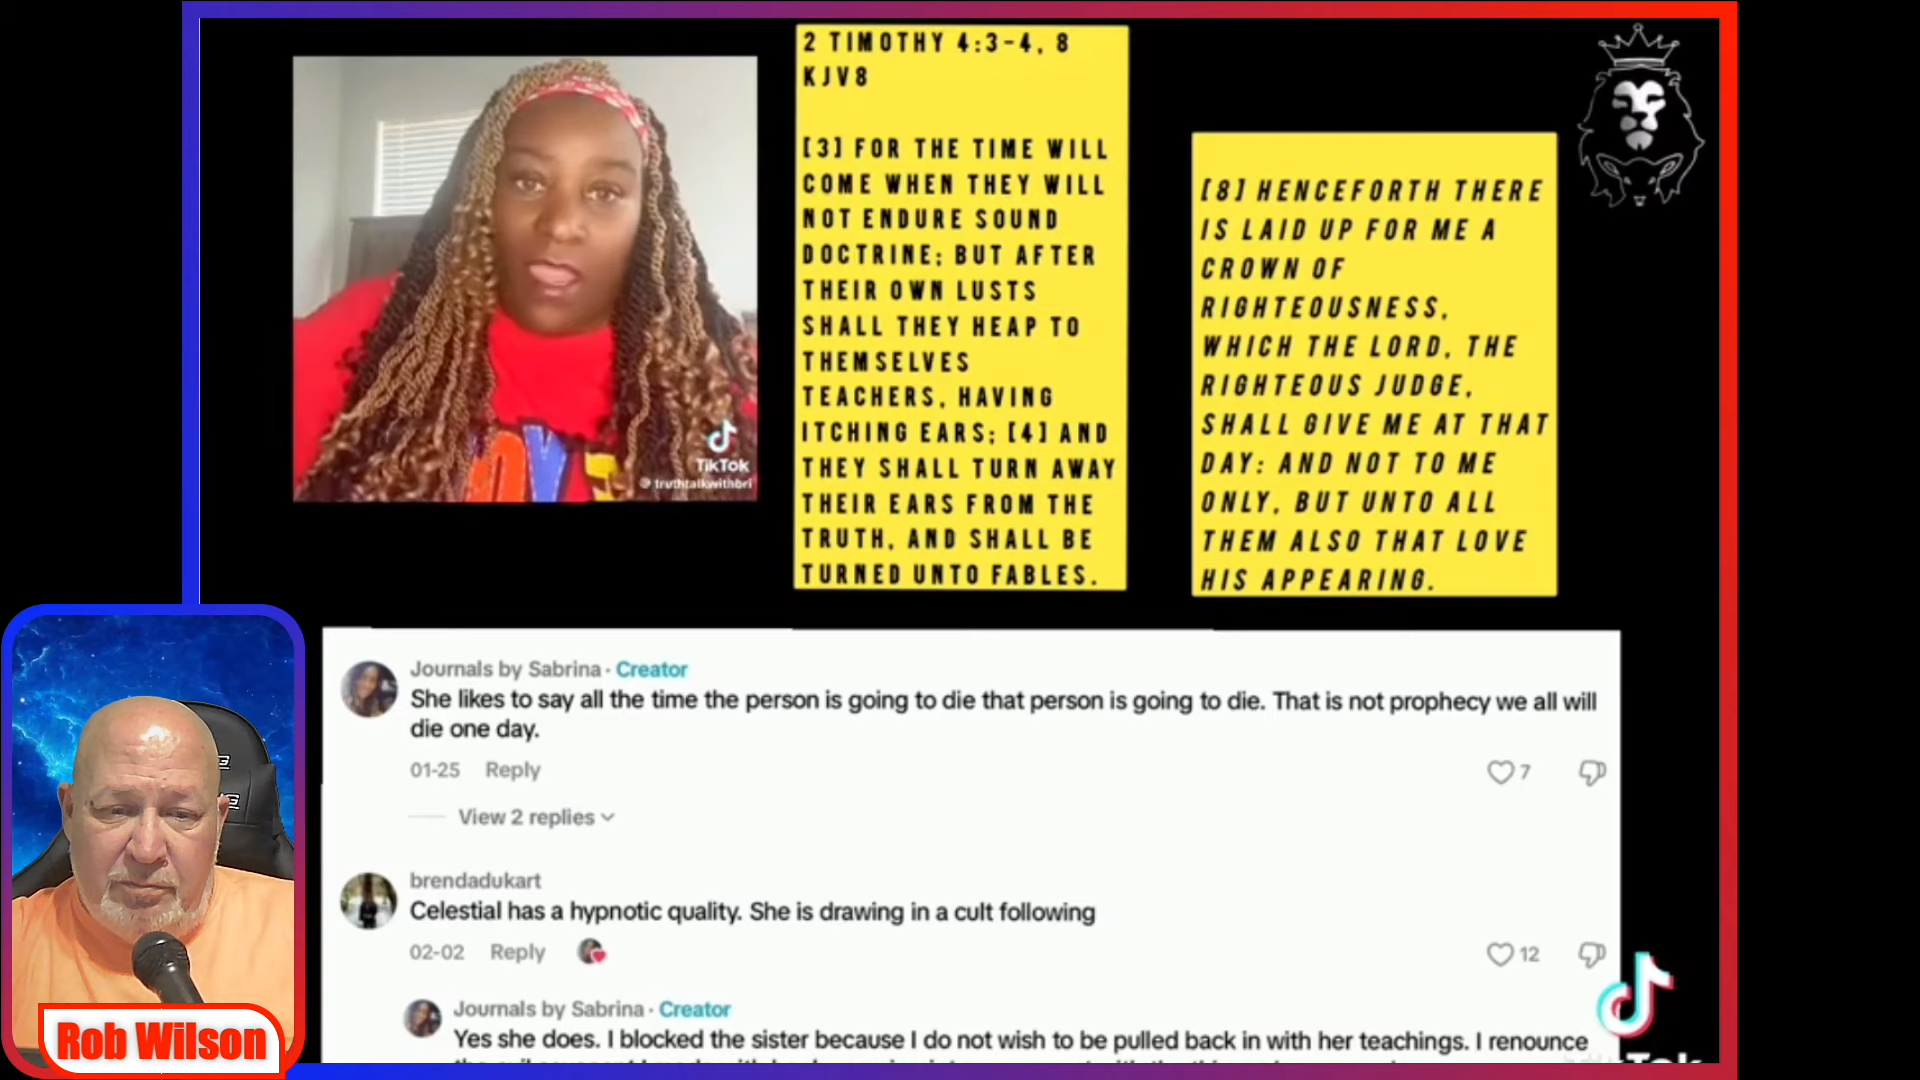 2 TIMOTHY 4:3-4, 8
KJV8
[3] FOR THE TIME WILL
COME WHEN THEY WILL
NOT ENDURE SOUND
DOCTRINE; BUT AFTER
THEIR OWN LUSTS
SHALL THEY HEAP TO
THEMSELVES
TEACHERS, HAVING
ITCHING EARS; [4] AND
THEY SHALL TURN AWAY
THEIR EARS FROM THE
TRUTH, AND SHALL BE
TURNED UNTO FABLES.
[8] HENCEFORTH THERE
IS LAID UP FOR ME A
CROWN OF
RIGHTEOUSNESS,
WHICH THE LORD, THE
RIGHTEOUS JUDGE,
SHALL GIVE ME AT THAT
DAY: AND NOT TO ME
ONLY, BUT UNTO ALL
THEM ALSO THAT LOVE
HIS APPEARING.
TikTok
@ truthtalkwithbri
Journals by Sabrina · Creator
She likes to say all the time the person is going to die that person is going to die. That is not prophecy we all will
die one day.
01-25 Reply
7
View 2 replies
brendadukart
Celestial has a hypnotic quality. She is drawing in a cult following
02-02 Reply
12
Journals by Sabrina · Creator
Yes she does. I blocked the sister because I do not wish to be pulled back in with her teachings. I renounce
Rob Wilson